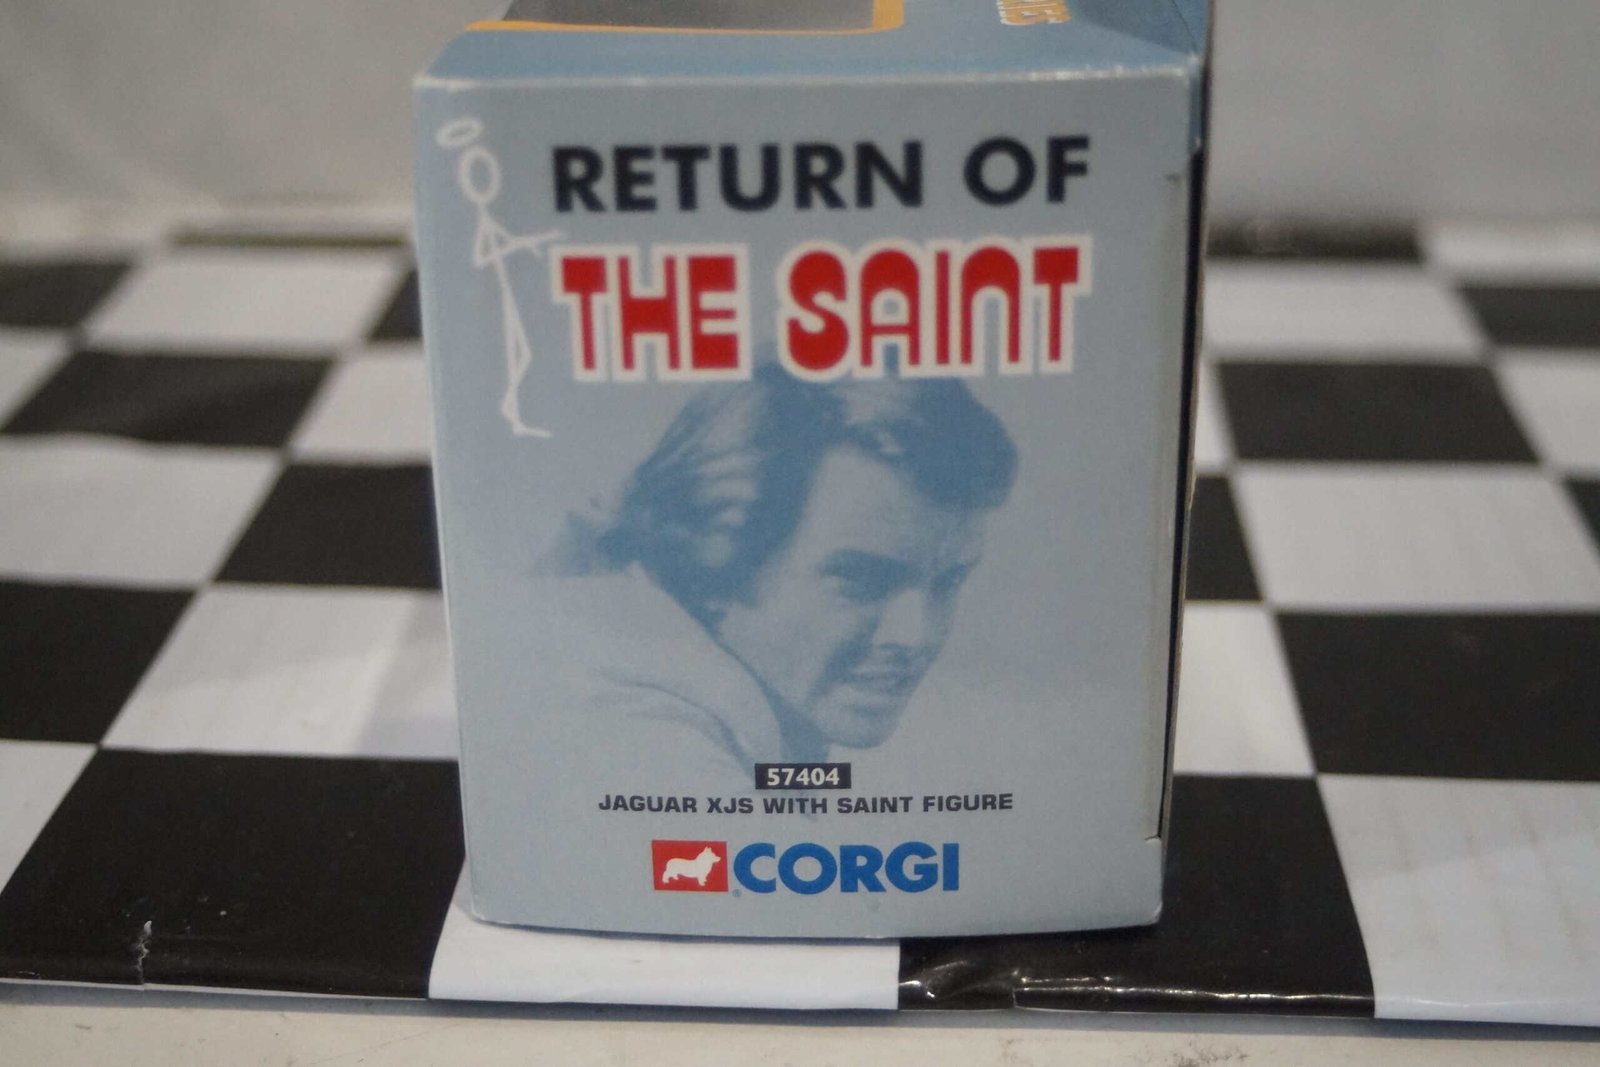 RETURN OF
THE SAINT
57404
JAGUAR XJS WITH SAINT FIGURE
CORGI